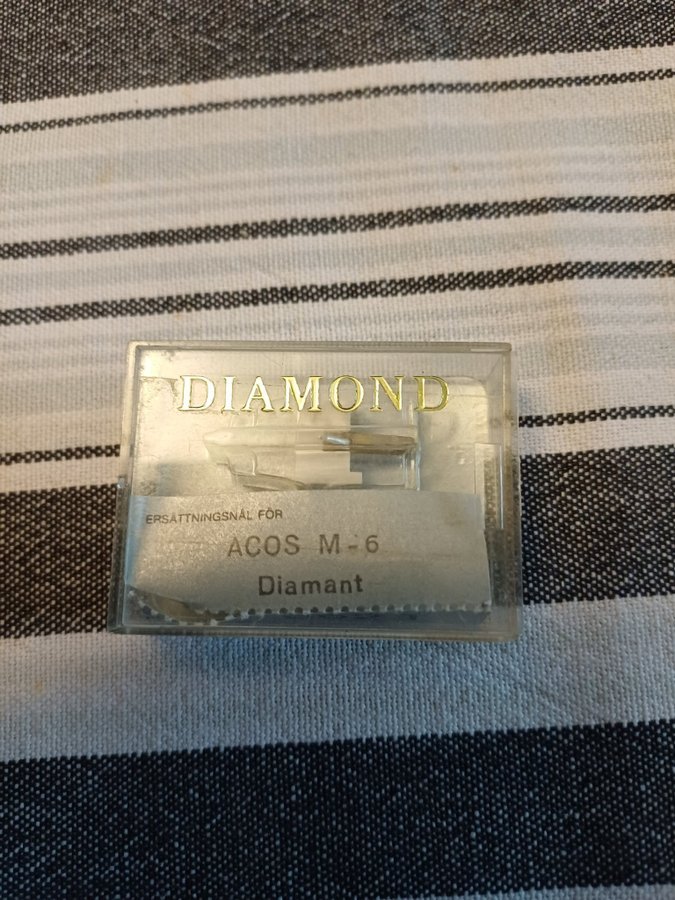 DIAMOND
ERSÄTTNINGSNÅL FÖR
ACOS M-6
Diamant